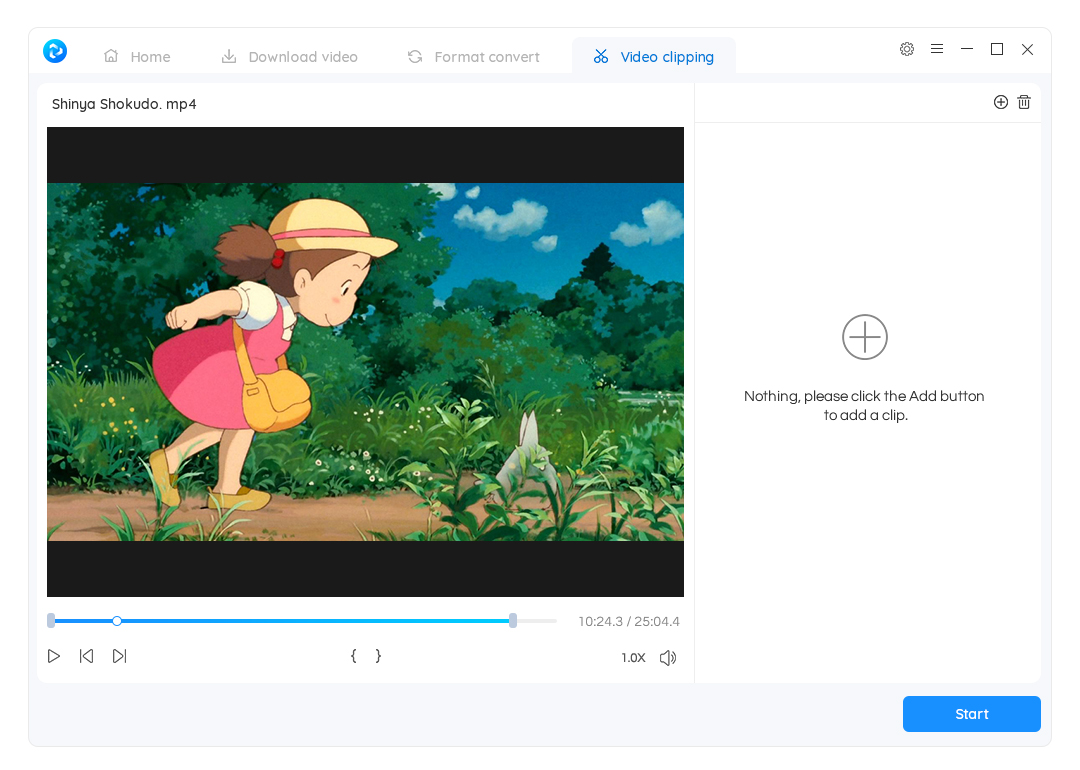 Home
Download video
Format convert
Video clipping
Shinya Shokudo. mp4
Nothing, please click the Add button
to add a clip.
10:24.3 / 25:04.4
{ }
1.0X
Start